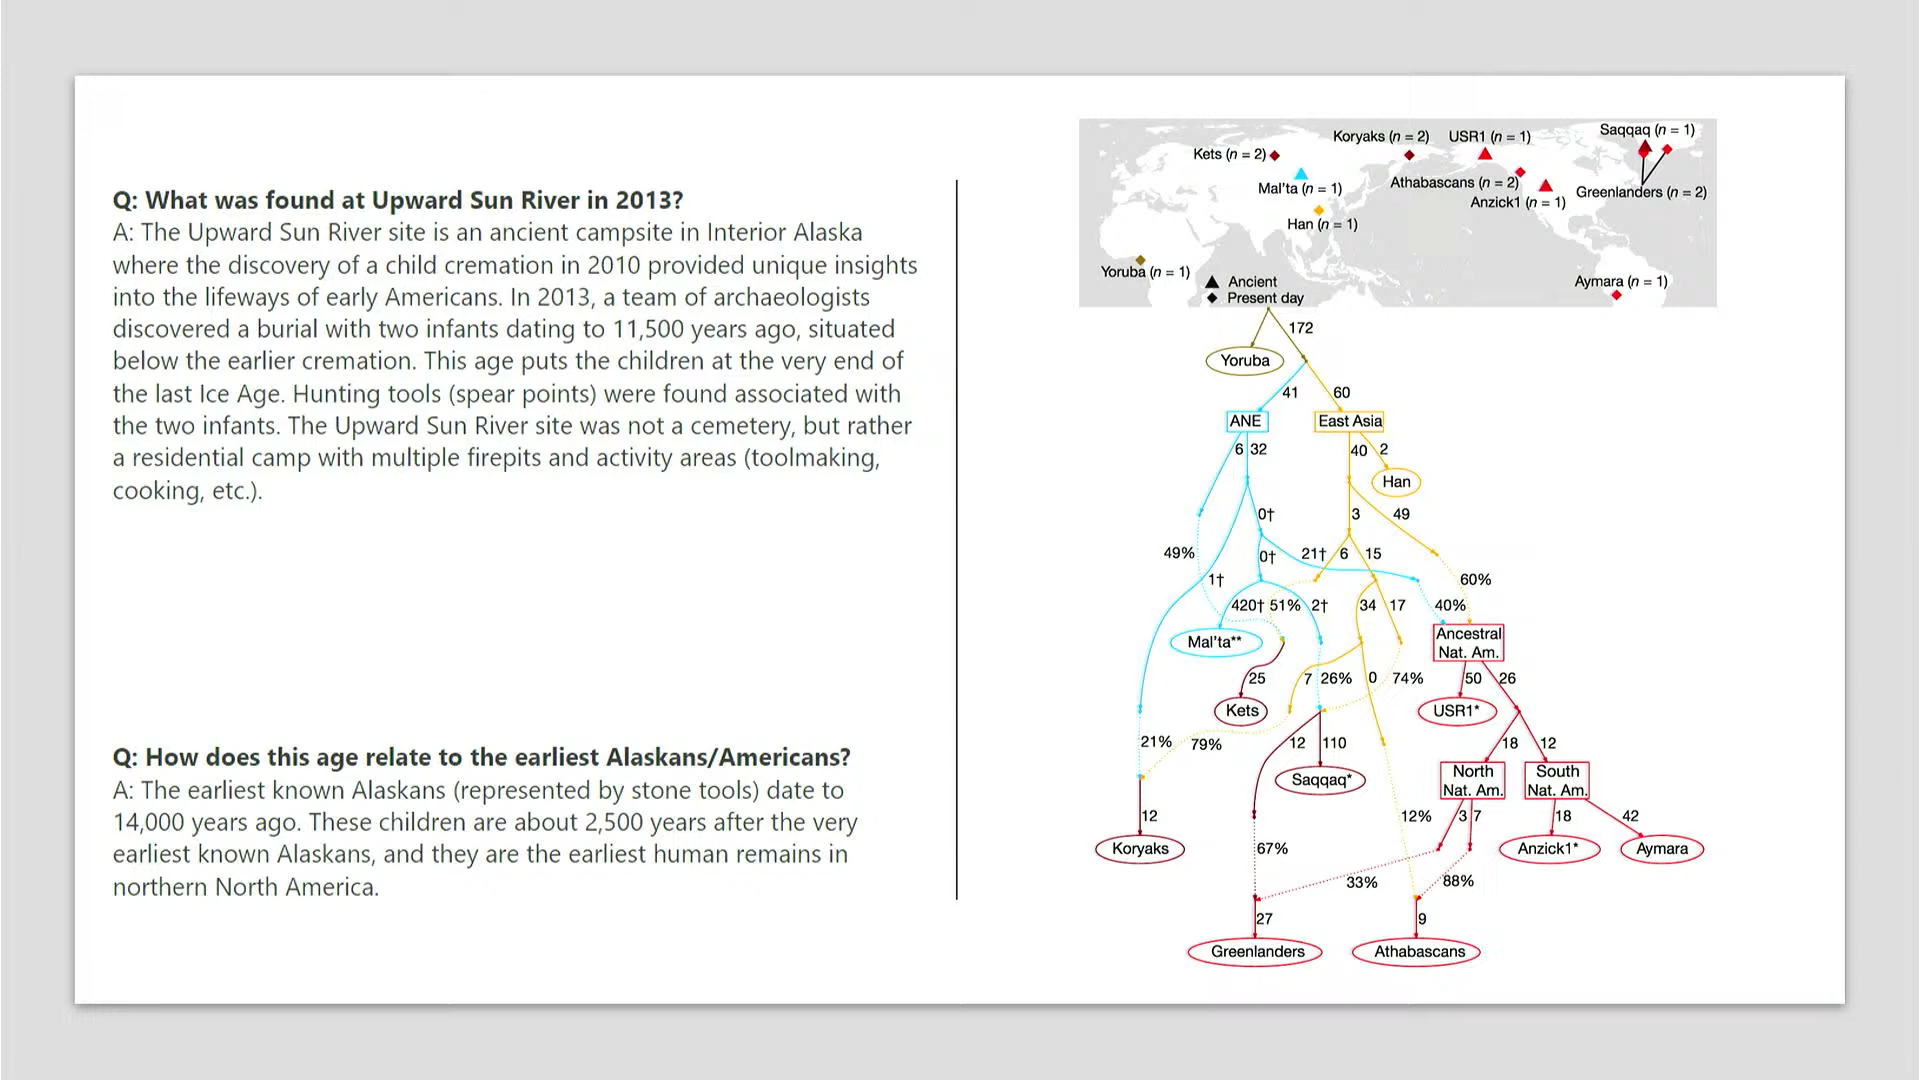 Q: What was found at Upward Sun River in 2013?
A: The Upward Sun River site is an ancient campsite in Interior Alaska
where the discovery of a child cremation in 2010 provided unique insights
into the lifeways of early Americans. In 2013, a team of archaeologists
discovered a burial with two infants dating to 11,500 years ago, situated
below the earlier cremation. This age puts the children at the very end of
the last Ice Age. Hunting tools (spear points) were found associated with
the two infants. The Upward Sun River site was not a cemetery, but rather
a residential camp with multiple firepits and activity areas (toolmaking,
cooking, etc.).
Q: How does this age relate to the earliest Alaskans/Americans?
A: The earliest known Alaskans (represented by stone tools) date to
14,000 years ago. These children are about 2,500 years after the very
earliest known Alaskans, and they are the earliest human remains in
northern North America.
Saqqaq (n = 1)
Koryaks (n = 2) USR1 (n = 1)
Kets (n = 2)
Mal'ta (n = 1) Athabascans (n = 2) Greenlanders (n = 2)
Anzick1 (n = 1)
Han (n = 1)
Yoruba (n = 1)
Aymara (n = 1)
Ancient
Present day
172
Yoruba
41 60
ANE East Asia
6 32 40 2
Han
0† 3 49
49% 0† 21† 6 15
1† 60%
420† 51% 2† 34 17 40%
Mal'ta** Ancestral
Nat. Am.
25 7 26% 0 74% 50 26
Kets USR1*
21% 79% 12 110 18 12
Saqqaq* North South
Nat. Am. Nat. Am.
12 12% 3 7 18 42
Koryaks 67% Anzick1* Aymara
33% 88%
27 9
Greenlanders Athabascans